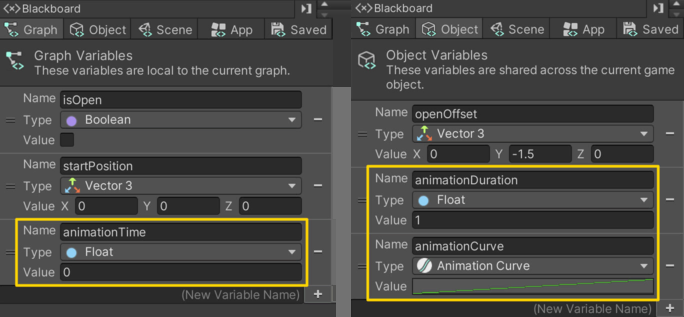 <×> Blackboard
Graph Object Scene App Saved
Graph Variables
These variables are local to the current graph.
Name isOpen
Type Boolean
Value
Name startPosition
Type Vector 3
Value X 0 Y 0 Z 0
Name animationTime
Type Float
Value 0
(New Variable Name) +
<×> Blackboard
Graph Object Scene App Saved
Object Variables
These variables are shared across the current game
object.
Name openOffset
Type Vector 3
Value X 0 Y -1.5 Z 0
Name animationDuration
Type Float
Value 1
Name animationCurve
Type Animation Curve
Value
(New Variable Name) +